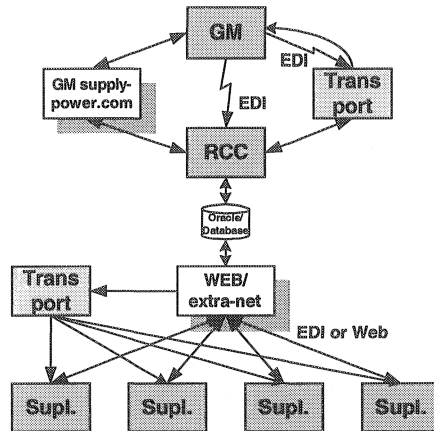 GM
EDI
GM supply-
power.com
Trans
port
EDI
RCC
Oracle/
Database
Trans
port
WEB/
extra-net
EDI or Web
Supl.
Supl.
Supl.
Supl.